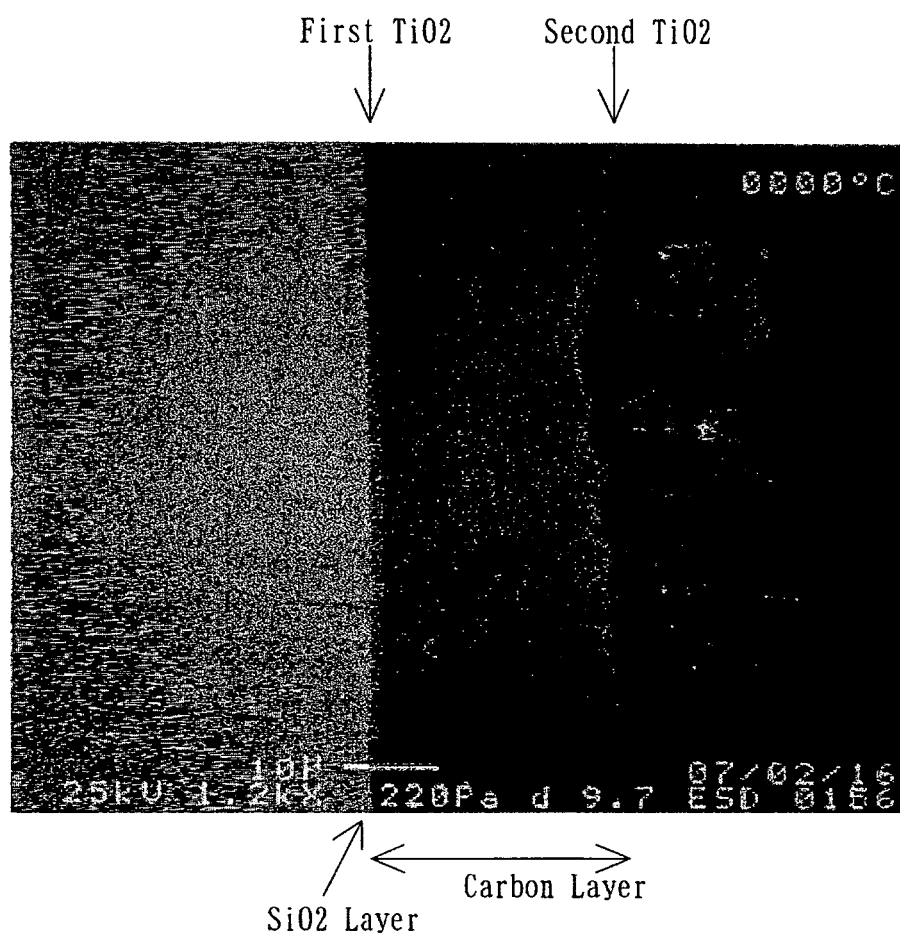 First TiO2
Second TiO2
0000°C
10µ
07/02/16
25kV 1.2kX 220Pa d 9.7 ESD 01B6
Carbon Layer
SiO2 Layer